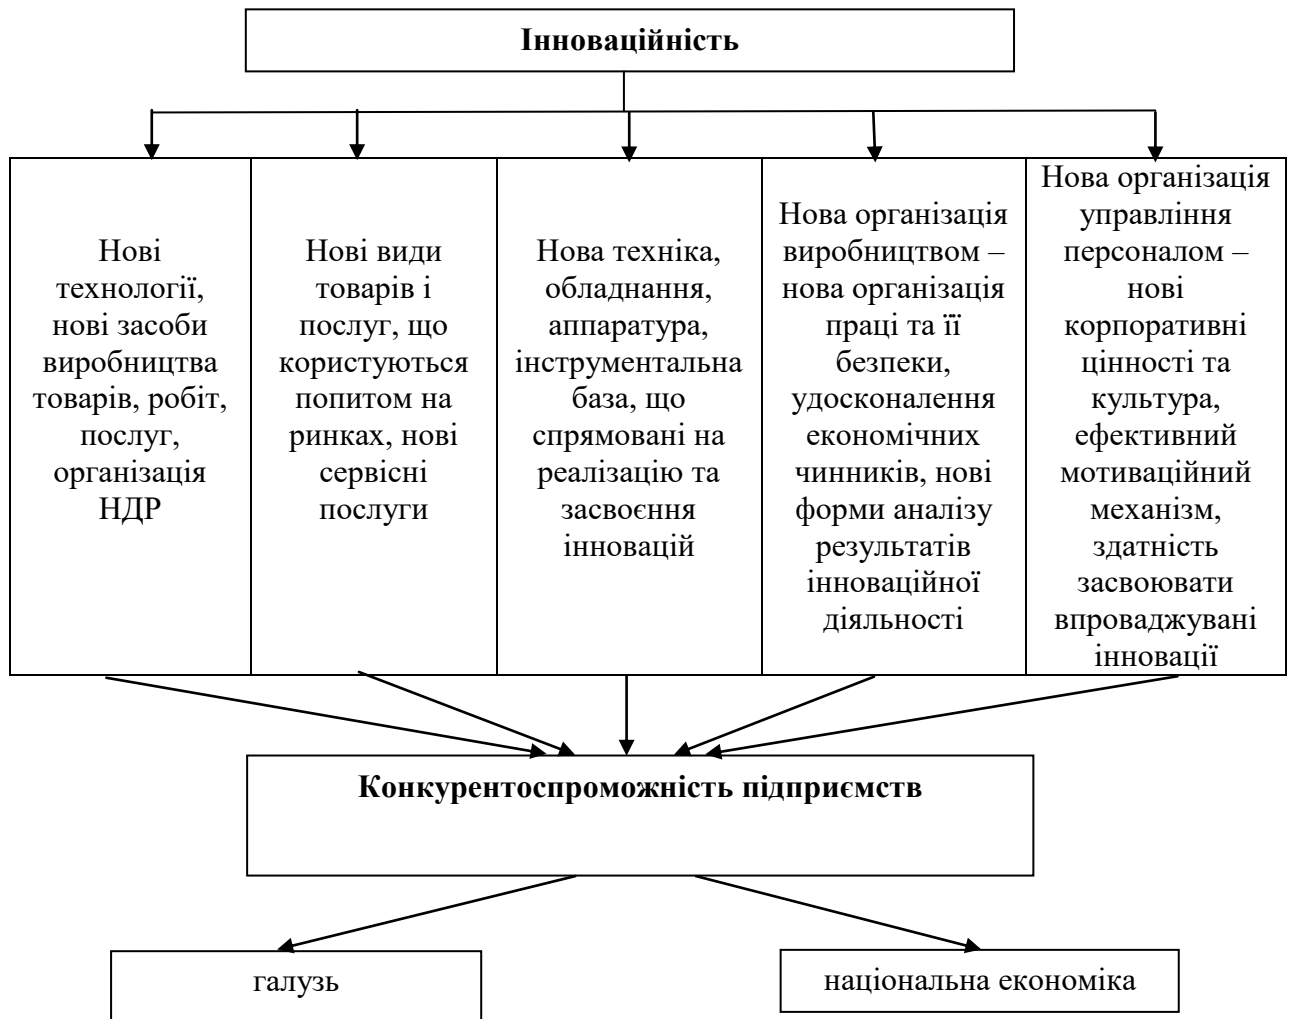 Інноваційність
Нові
технології,
нові засоби
виробництва
товарів, робіт,
послуг,
організація
НДР
Нові види
товарів і
послуг, що
користуються
попитом на
ринках, нові
сервісні
послуги
Нова техніка,
обладнання,
аппаратура,
інструментальна
база, що
спрямовані на
реалізацію та
засвоєння
інновацій
Нова організація
виробництвом –
нова організація
праці та її
безпеки,
удосконалення
економічних
чинників, нові
форми аналізу
результатів
інноваційної
діяльності
Нова організація
управління
персоналом –
нові
корпоративні
цінності та
культура,
ефективний
мотиваційний
механізм,
здатність
засвоювати
впроваджувані
інновації
Конкурентоспроможність підприємств
галузь
національна економіка